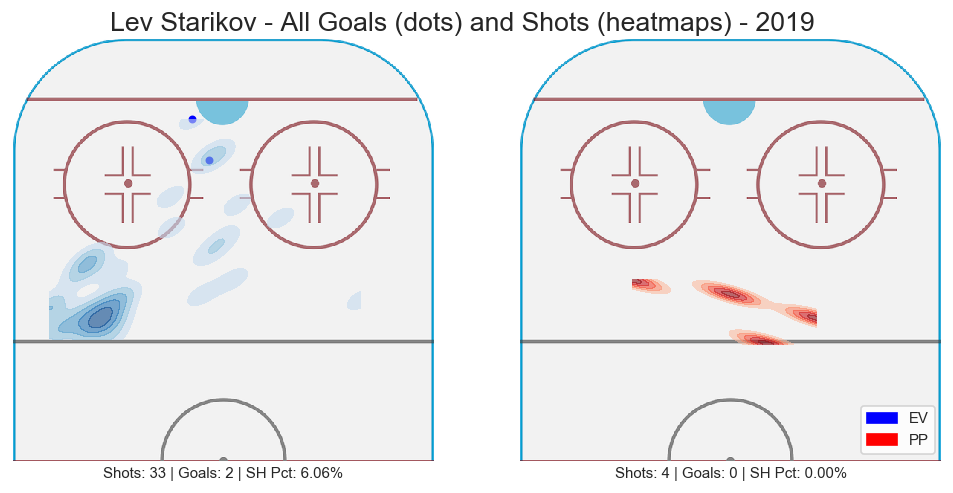 Lev Starikov - All Goals (dots) and Shots (heatmaps) - 2019
EV
PP
Shots: 33 | Goals: 2 | SH Pct: 6.06%
Shots: 4 | Goals: 0 | SH Pct: 0.00%